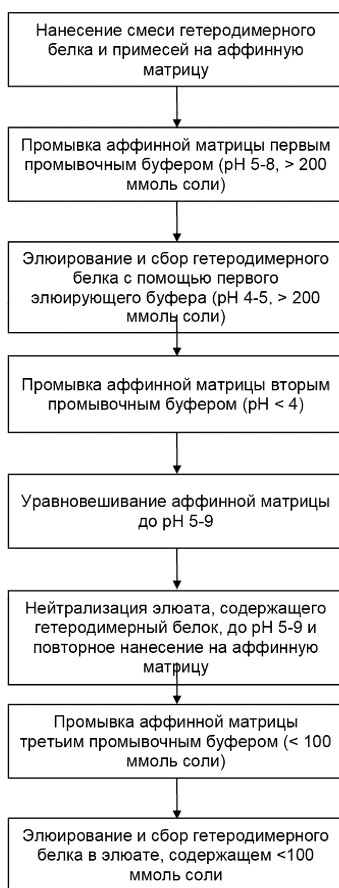 Нанесение смеси гетеродимерного
белка и примесей на аффинную
матрицу
Промывка аффинной матрицы первым
промывочным буфером (pH 5-8, > 200
ммоль соли)
Элюирование и сбор гетеродимерного
белка с помощью первого
элюирующего буфера (pH 4-5, > 200
ммоль соли)
Промывка аффинной матрицы вторым
промывочным буфером (pH < 4)
Уравновешивание аффинной матрицы
до pH 5-9
Нейтрализация элюата, содержащего
гетеродимерный белок, до pH 5-9 и
повторное нанесение на аффинную
матрицу
Промывка аффинной матрицы
третьим промывочным буфером (< 100
ммоль соли)
Элюирование и сбор гетеродимерного
белка в элюате, содержащем <100
ммоль соли